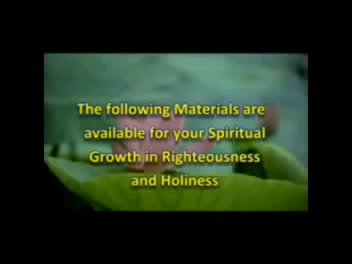 The following Materials are
available for your Spiritual
Growth in Righteousness
and Holiness